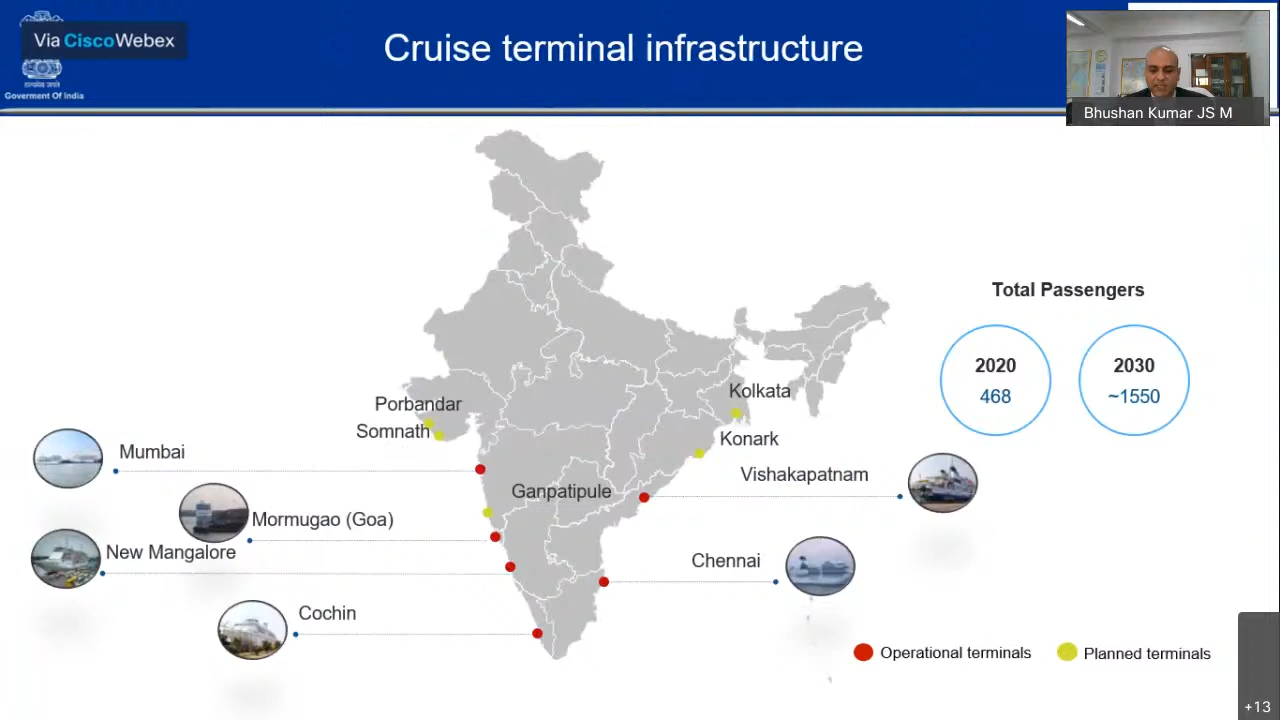 Via CiscoWebex
Goverment Of India
Cruise terminal infrastructure
Bhushan Kumar JS M
Total Passengers
2020
468
2030
~1550
Kolkata
Porbandar
Somnath
Konark
Mumbai
Vishakapatnam
Ganpatipule
Mormugao (Goa)
New Mangalore
Chennai
Cochin
Operational terminals
Planned terminals
+13